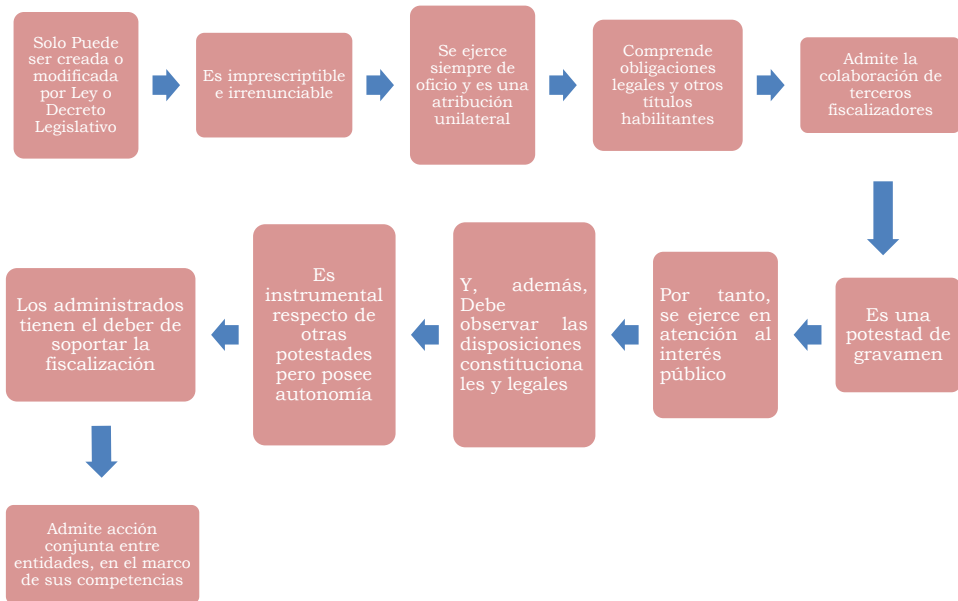 Solo Puede
ser creada o
modificada
por Ley o
Decreto
Legislativo
Es imprescriptible
e irrenunciable
Se ejerce
siempre de
oficio y es una
atribución
unilateral
Comprende
obligaciones
legales y otros
títulos
habilitantes
Admite la
colaboración de
terceros
fiscalizadores
Es una
potestad de
gravamen
Por tanto,
se ejerce en
atención al
interés
público
Y, además,
Debe
observar las
disposiciones
constituciona
les y legales
Es
instrumental
respecto de
otras
potestades
pero posee
autonomía
Los administrados
tienen el deber de
soportar la
fiscalización
Admite acción
conjunta entre
entidades, en el marco
de sus competencias